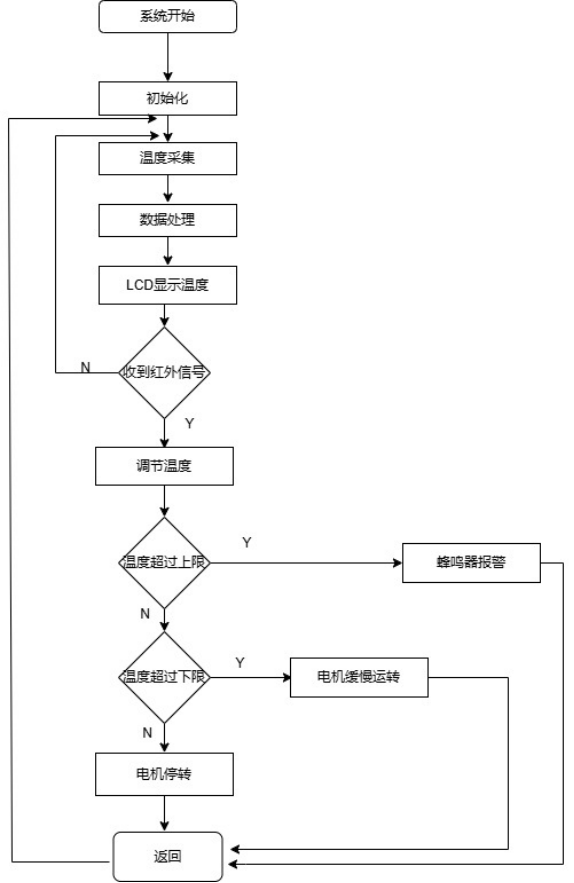 系统开始
初始化
温度采集
数据处理
LCD显示温度
收到红外信号
N
Y
调节温度
温度超过上限
Y
蜂鸣器报警
N
温度超过下限
Y
电机缓慢运转
N
电机停转
返回